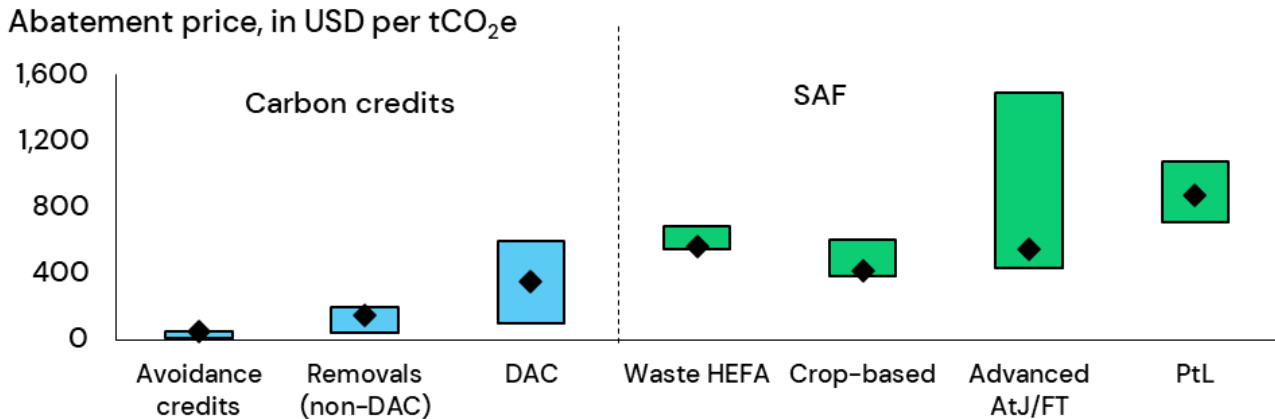 Abatement price, in USD per tCO₂e
1,600
1,200
800
400
0
Carbon credits
SAF
Avoidance
credits
Removals
(non-DAC)
DAC
Waste HEFA
Crop-based
Advanced
AtJ/FT
PtL